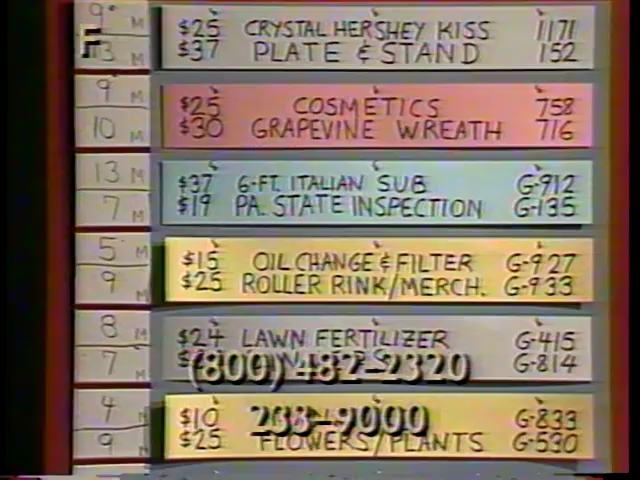 9 M $25 CRYSTAL HERSHEY KISS 1171
13 M $37 PLATE & STAND 152
9 M $25 COSMETICS 758
10 M $30 GRAPEVINE WREATH 716
13 M $37 6-FT. ITALIAN SUB G-912
7 M $19 PA. STATE INSPECTION G-135
5 M $15 OIL CHANGE & FILTER G-927
9 M $25 ROLLER RINK/MERCH. G-933
8 M $24 LAWN FERTILIZER G-415
7 M G-814
(800) 482-2320
4 M $10 G-833
238-9000
9 M $25 FLOWERS/PLANTS G-530